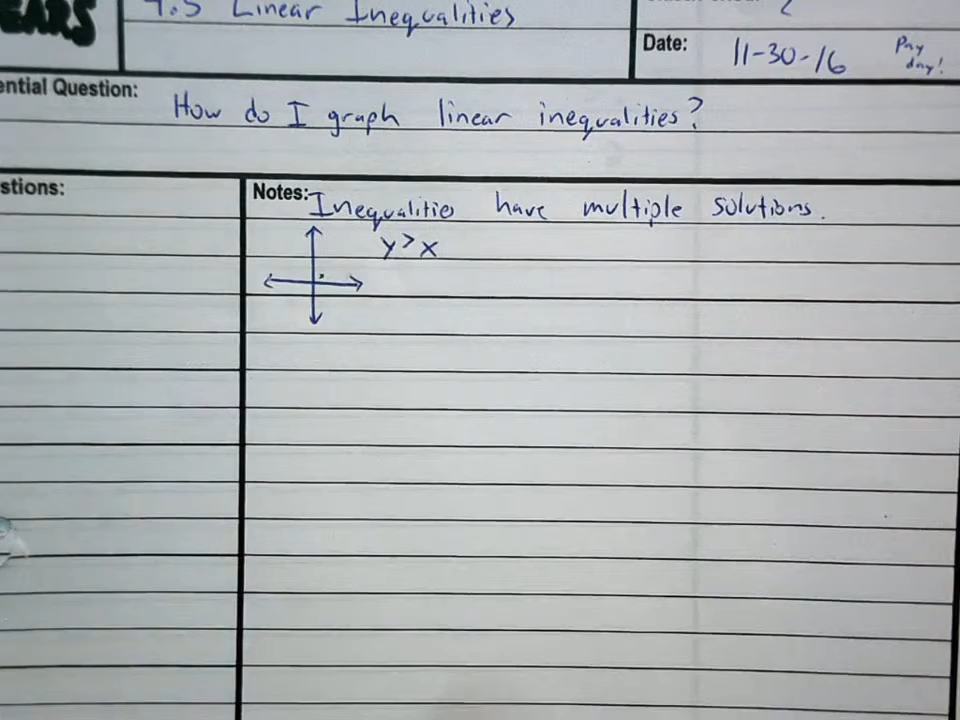 EARS
Linear Inequalities
Date: 11-30-16 Pay day!
ential Question:
How do I graph linear inequalities?
stions:
Notes: Inequalitie have multiple solutions.
y > x